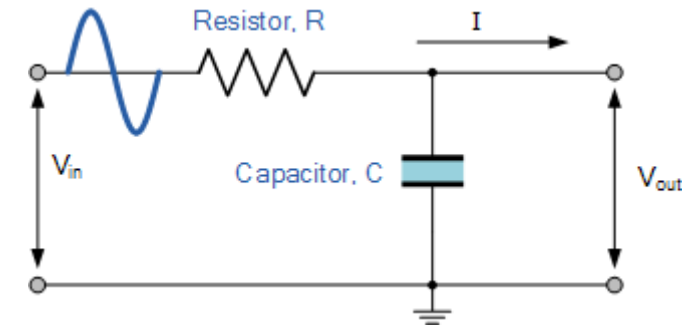 Resistor, R
I
Vin
Capacitor, C
Vout